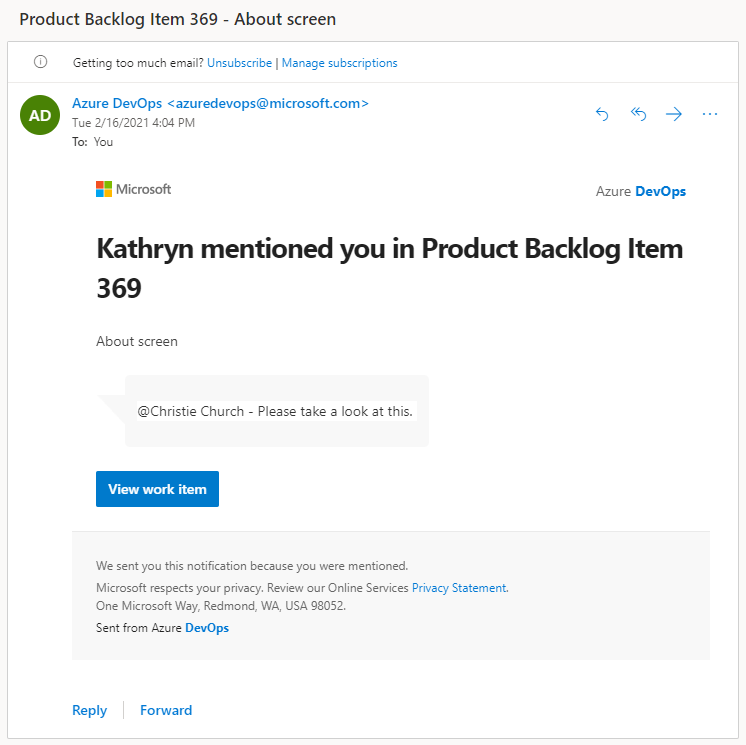 Product Backlog Item 369 - About screen
Getting too much email? Unsubscribe | Manage subscriptions
AD
Azure DevOps <azuredevops@microsoft.com>
Tue 2/16/2021 4:04 PM
To: You
Microsoft
Azure DevOps
Kathryn mentioned you in Product Backlog Item
369
About screen
@Christie Church - Please take a look at this.
View work item
We sent you this notification because you were mentioned.
Microsoft respects your privacy. Review our Online Services Privacy Statement.
One Microsoft Way, Redmond, WA, USA 98052.
Sent from Azure DevOps
Reply
Forward